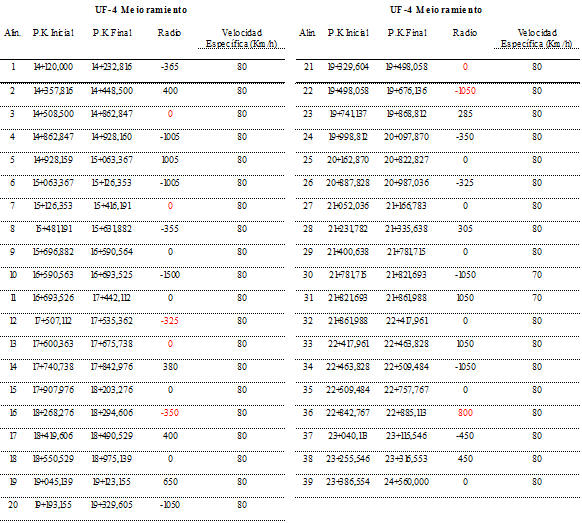 UF-4 Mejoramiento
Alin. P.K. Inicial P.K.Final Radio Velocidad Específica (Km/h)
1 14+120,000 14+232,816 -365 80
2 14+357,816 14+448,500 400 80
3 14+508,500 14+862,847 0 80
4 14+862,847 14+928,160 -1005 80
5 14+928,159 15+063,367 1005 80
6 15+063,367 15+126,353 -1005 80
7 15+126,353 15+416,191 0 80
8 15+481,191 15+631,882 -355 80
9 15+696,882 16+590,564 0 80
10 16+590,563 16+693,525 -1500 80
11 16+693,526 17+442,112 0 80
12 17+507,112 17+535,362 -325 80
13 17+600,363 17+675,738 0 80
14 17+740,738 17+842,976 380 80
15 17+907,976 18+203,276 0 80
16 18+268,276 18+294,606 -350 80
17 18+419,606 18+490,529 400 80
18 18+550,529 18+975,139 0 80
19 19+045,139 19+123,155 650 80
20 19+193,155 19+329,605 -1050 80
UF-4 Mejoramiento
Alin. P.K. Inicial P.K.Final Radio Velocidad Específica (Km/h)
21 19+329,604 19+498,058 0 80
22 19+498,058 19+676,136 -1050 80
23 19+741,137 19+868,812 285 80
24 19+998,812 20+097,870 -350 80
25 20+162,870 20+822,827 0 80
26 20+887,828 20+987,036 -325 80
27 21+052,036 21+166,783 0 80
28 21+231,782 21+335,638 305 80
29 21+400,638 21+781,715 0 80
30 21+781,715 21+821,693 -1050 70
31 21+821,693 21+861,988 1050 70
32 21+861,988 22+417,961 0 80
33 22+417,961 22+463,828 1050 80
34 22+463,828 22+509,484 -1050 80
35 22+509,484 22+757,767 0 80
36 22+842,767 22+885,113 800 80
37 23+040,113 23+115,546 -450 80
38 23+255,546 23+316,553 450 80
39 23+386,554 24+560,000 0 80